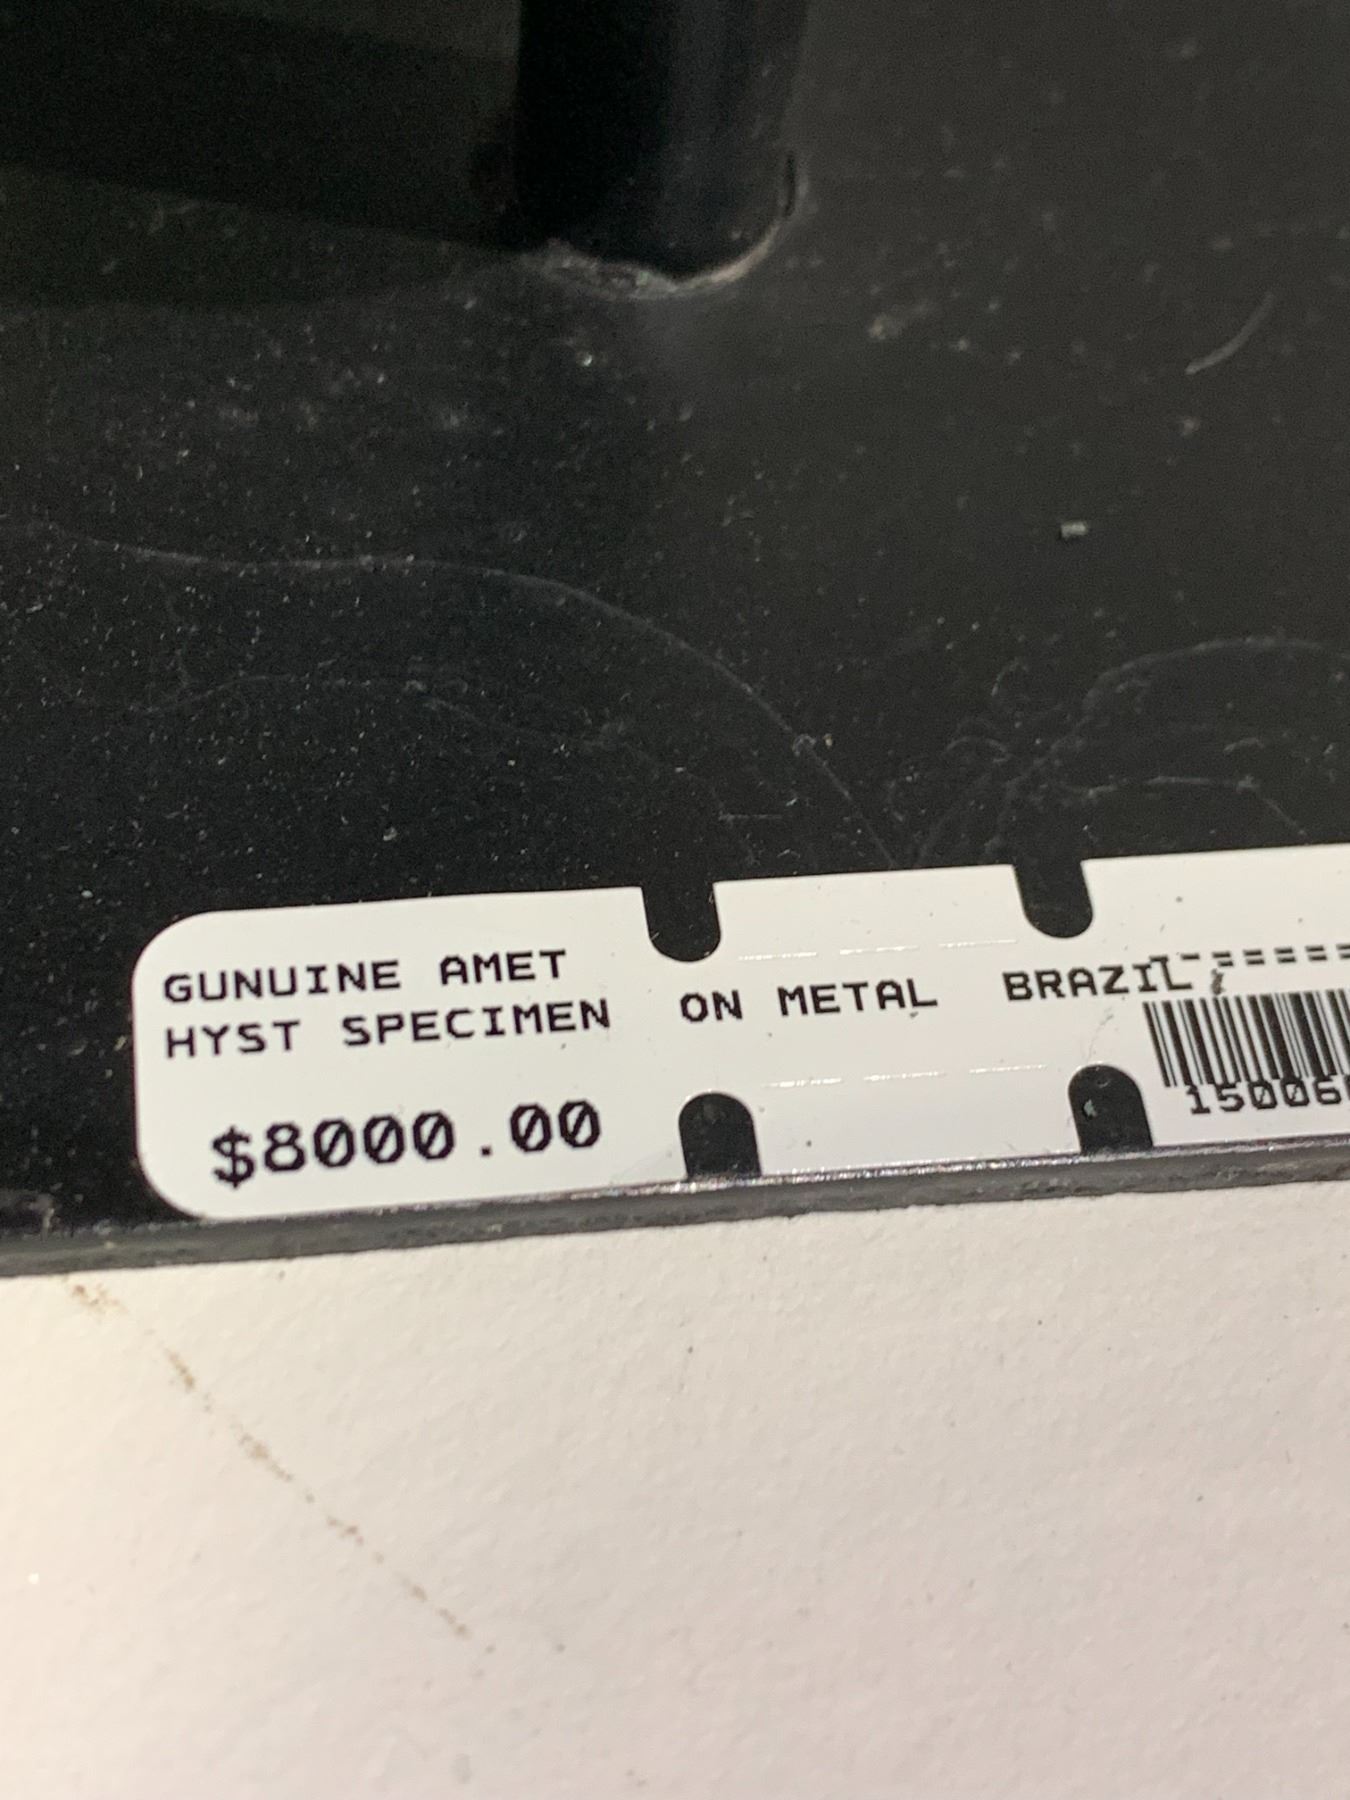 GUNUINE AMET
HYST SPECIMEN
$8000.00
ON METAL
BRAZIL